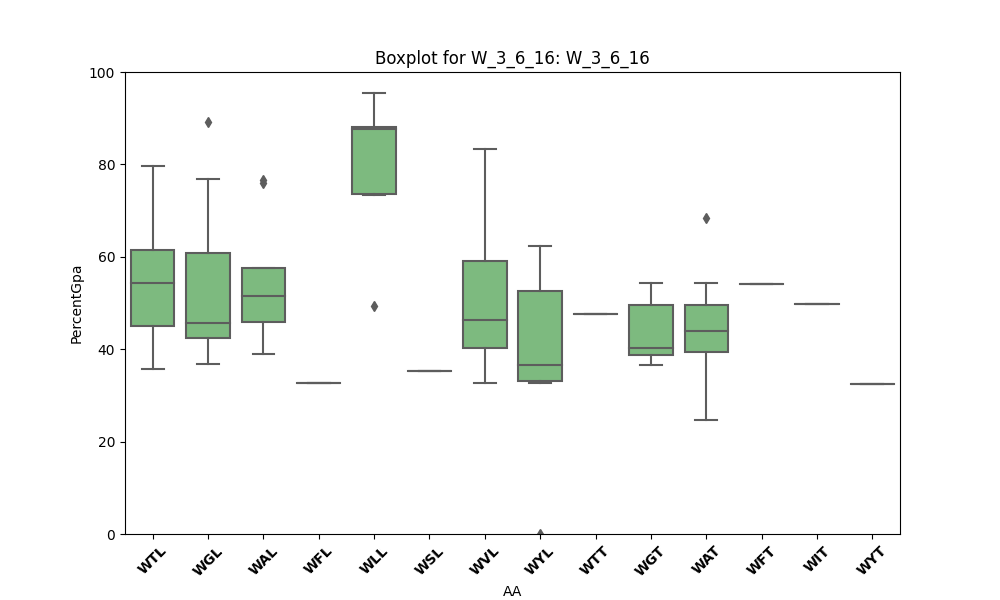 Boxplot for W_3_6_16: W_3_6_16
100
80
60
40
20
0
PercentGpa
WTL WGL WAL WFL WLL WSL WVL WYL WTT WGT WAT WFT WIT WYT
AA